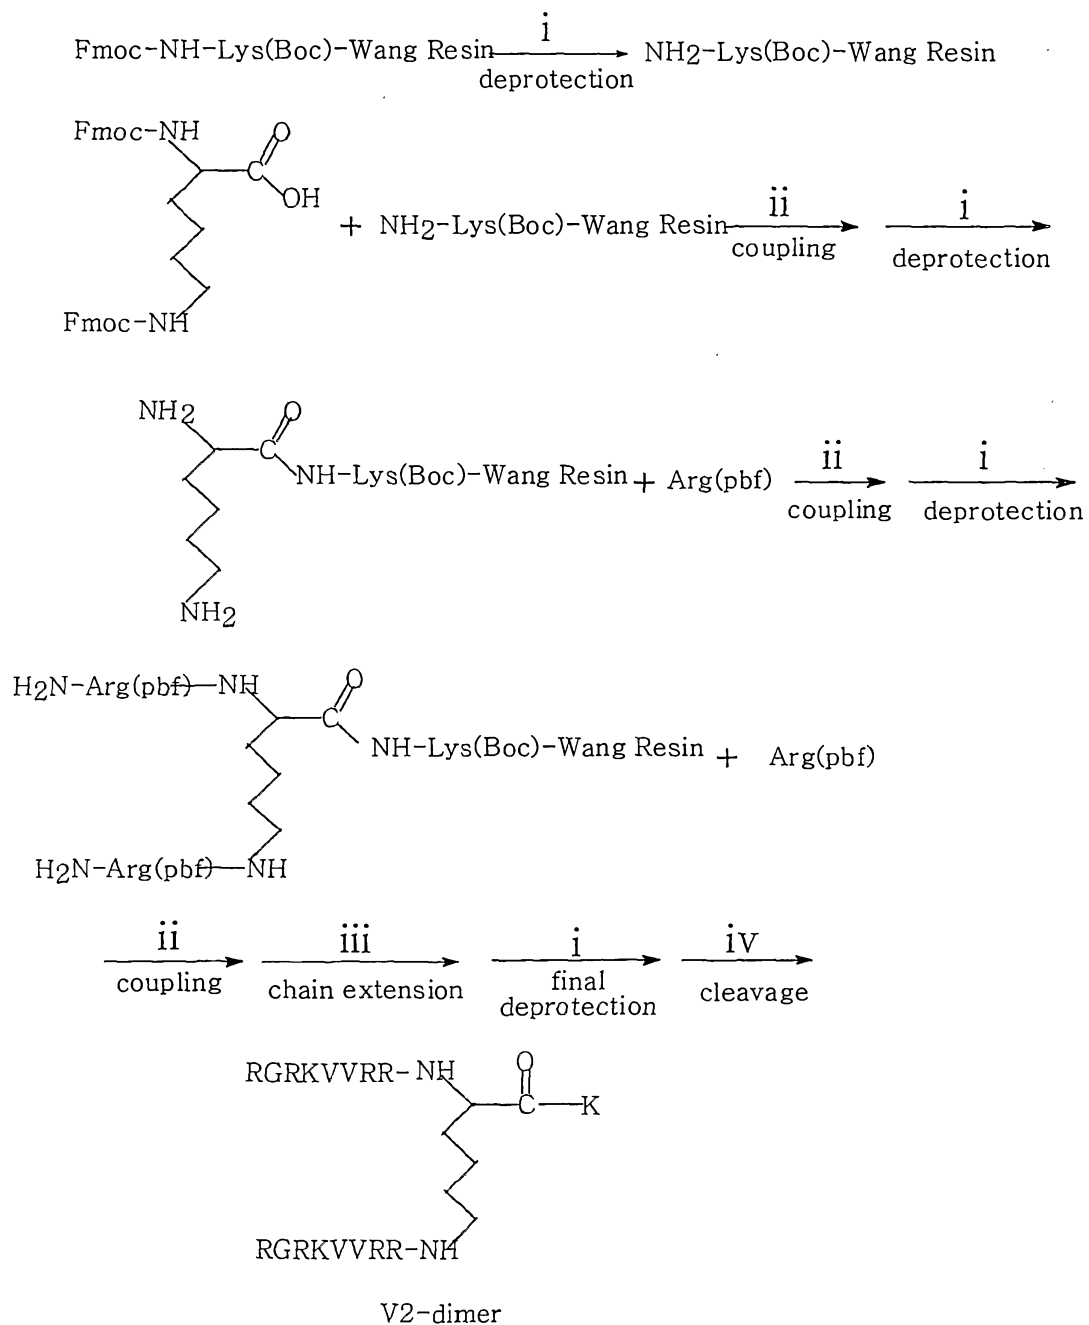 i
Fmoc-NH-Lys(Boc)-Wang Resin NH2-Lys(Boc)-Wang Resin
deprotection
Fmoc-NH O
C
OH
+ NH2-Lys(Boc)-Wang Resin ii i
coupling deprotection
Fmoc-NH
NH2 O
C
NH-Lys(Boc)-Wang Resin + Arg(pbf) ii i
coupling deprotection
NH2
H2N-Arg(pbf)-NH O
C
NH-Lys(Boc)-Wang Resin + Arg(pbf)
H2N-Arg(pbf)-NH
ii iii i iv
coupling chain extension final deprotection cleavage
RGRKVVRR-NH O
C-K
RGRKVVRR-NH
V2-dimer